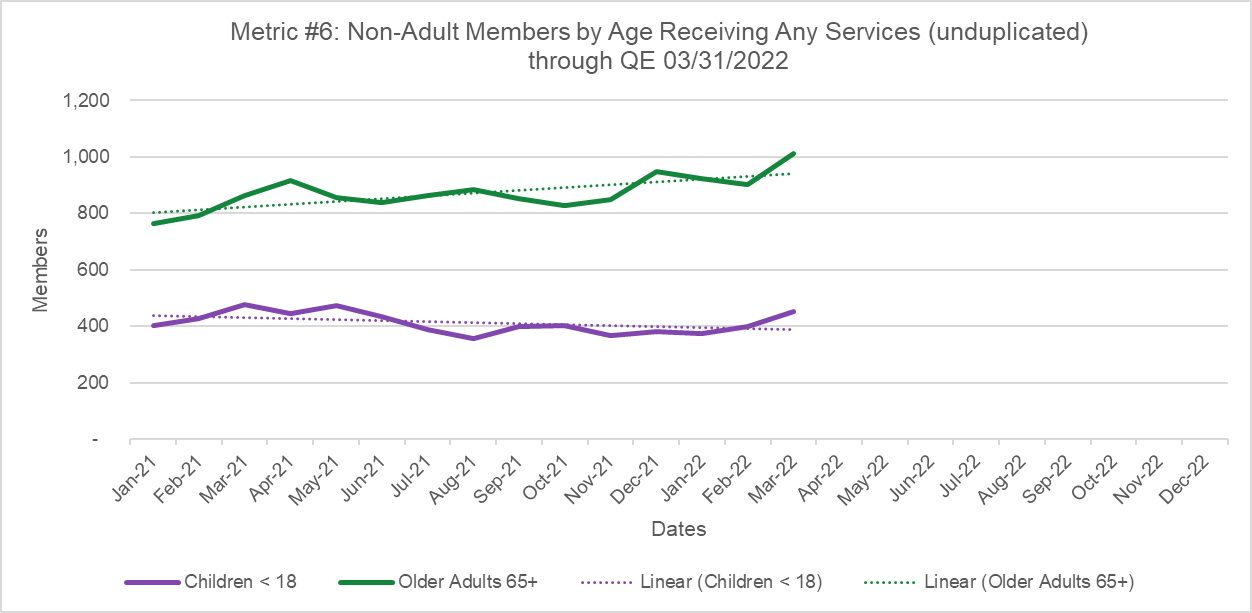 Metric #6: Non-Adult Members by Age Receiving Any Services (unduplicated)
through QE 03/31/2022
1,200
1,000
800
600
400
200
-
Members
Jan-21
Feb-21
Mar-21
Apr-21
May-21
Jun-21
Jul-21
Aug-21
Sep-21
Oct-21
Nov-21
Dec-21
Jan-22
Feb-22
Mar-22
Apr-22
May-22
Jun-22
Jul-22
Aug-22
Sep-22
Oct-22
Nov-22
Dec-22
Dates
Children < 18
Older Adults 65+
Linear (Children < 18)
Linear (Older Adults 65+)